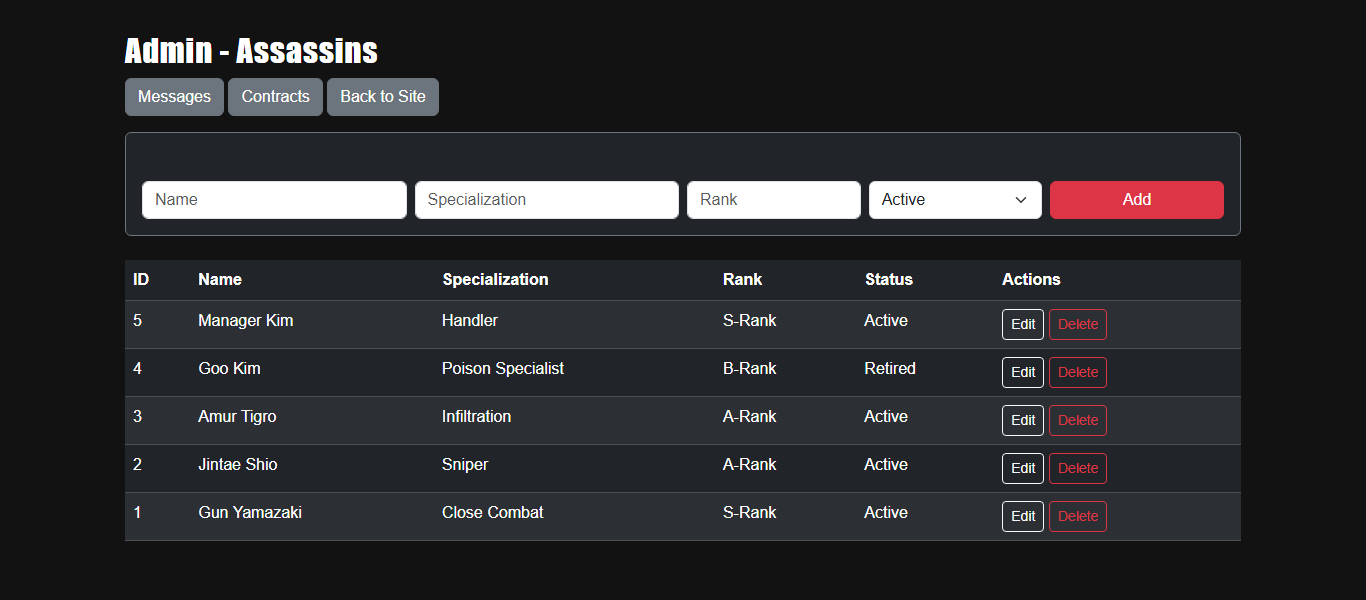 Admin - Assassins
Messages Contracts Back to Site
Name Specialization Rank Active Add
ID Name Specialization Rank Status Actions
5 Manager Kim Handler S-Rank Active Edit Delete
4 Goo Kim Poison Specialist B-Rank Retired Edit Delete
3 Amur Tigro Infiltration A-Rank Active Edit Delete
2 Jintae Shio Sniper A-Rank Active Edit Delete
1 Gun Yamazaki Close Combat S-Rank Active Edit Delete